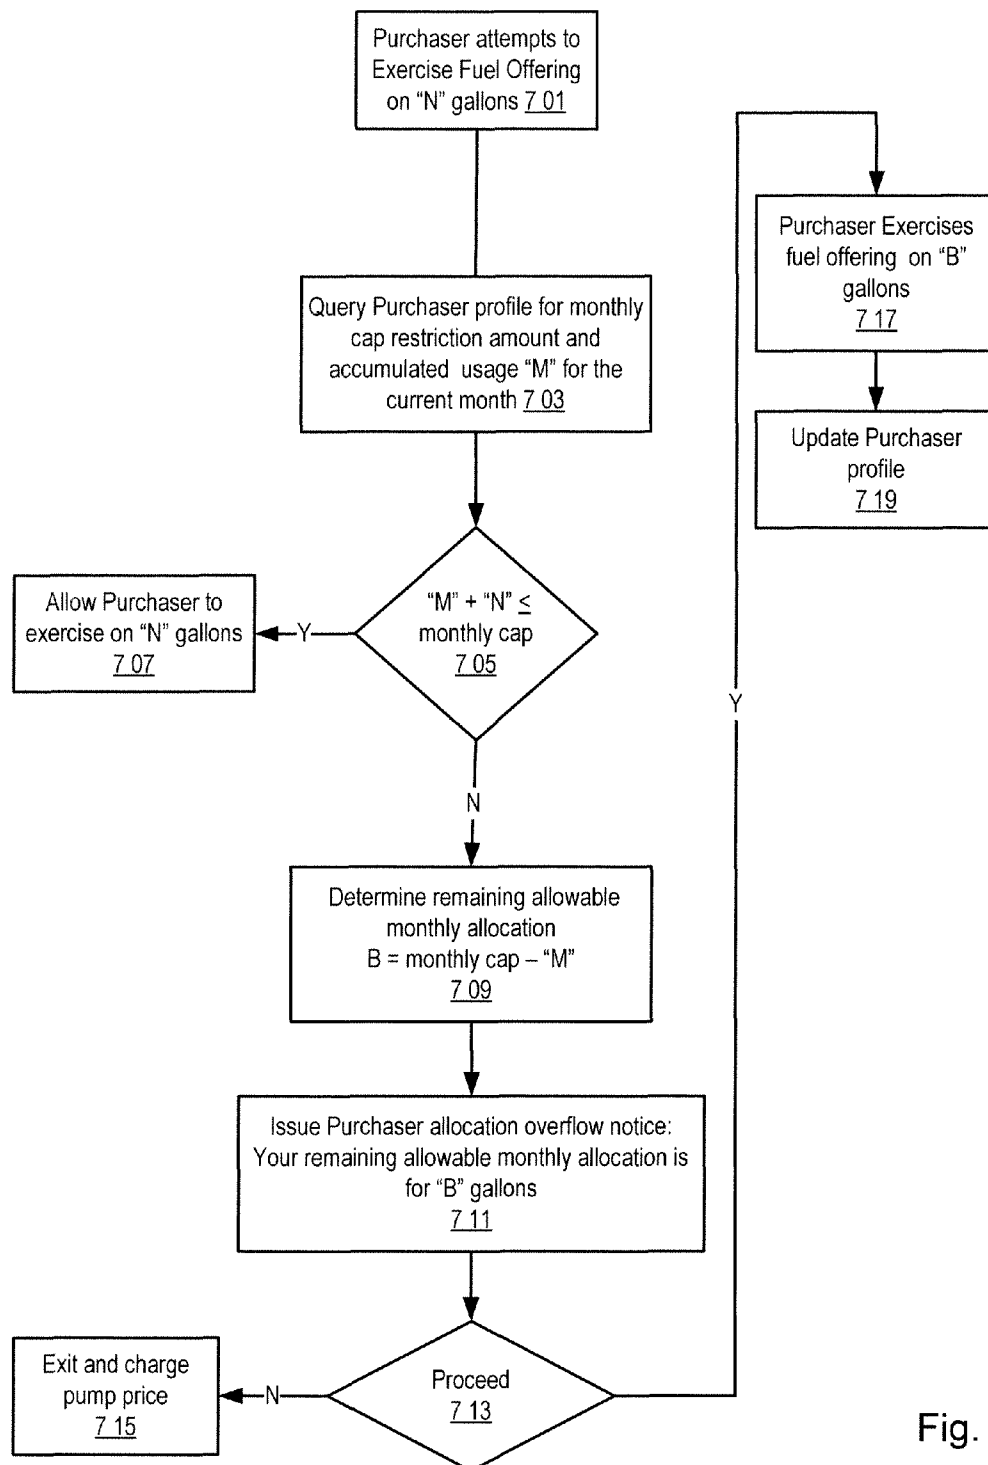 Purchaser attempts to
Exercise Fuel Offering
on “N” gallons 7 01
Query Purchaser profile for monthly
cap restriction amount and
accumulated usage “M” for the
current month 7 03
“M” + “N” ≤
monthly cap
7 05
Y
Allow Purchaser to
exercise on “N” gallons
7 07
N
Determine remaining allowable
monthly allocation
B = monthly cap – “M”
7 09
Issue Purchaser allocation overflow notice:
Your remaining allowable monthly allocation is
for “B” gallons
7 11
Proceed
7 13
N
Exit and charge
pump price
7 15
Y
Purchaser Exercises
fuel offering on “B”
gallons
7 17
Update Purchaser
profile
7 19
Fig.